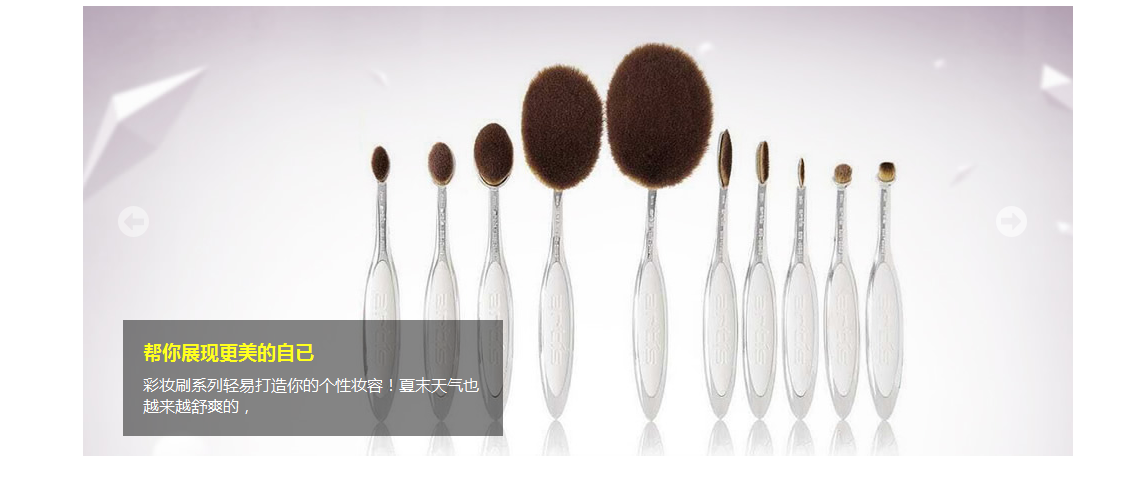 帮你展现更美的自己
彩妆刷系列轻易打造你的个性妆容！夏末天气也
越来越舒爽的，